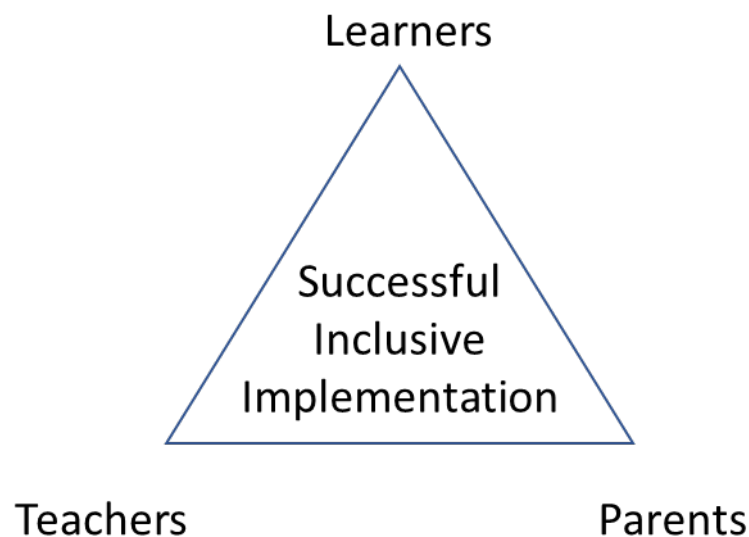 Learners
Successful
Inclusive
Implementation
Teachers
Parents